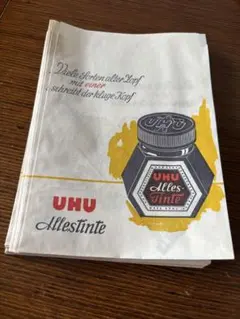 Viele Sorten alter Zopf
mit einer
schreibt der kluge Kopf
UHU
Alles-
Tinte
UHU
Allestinte